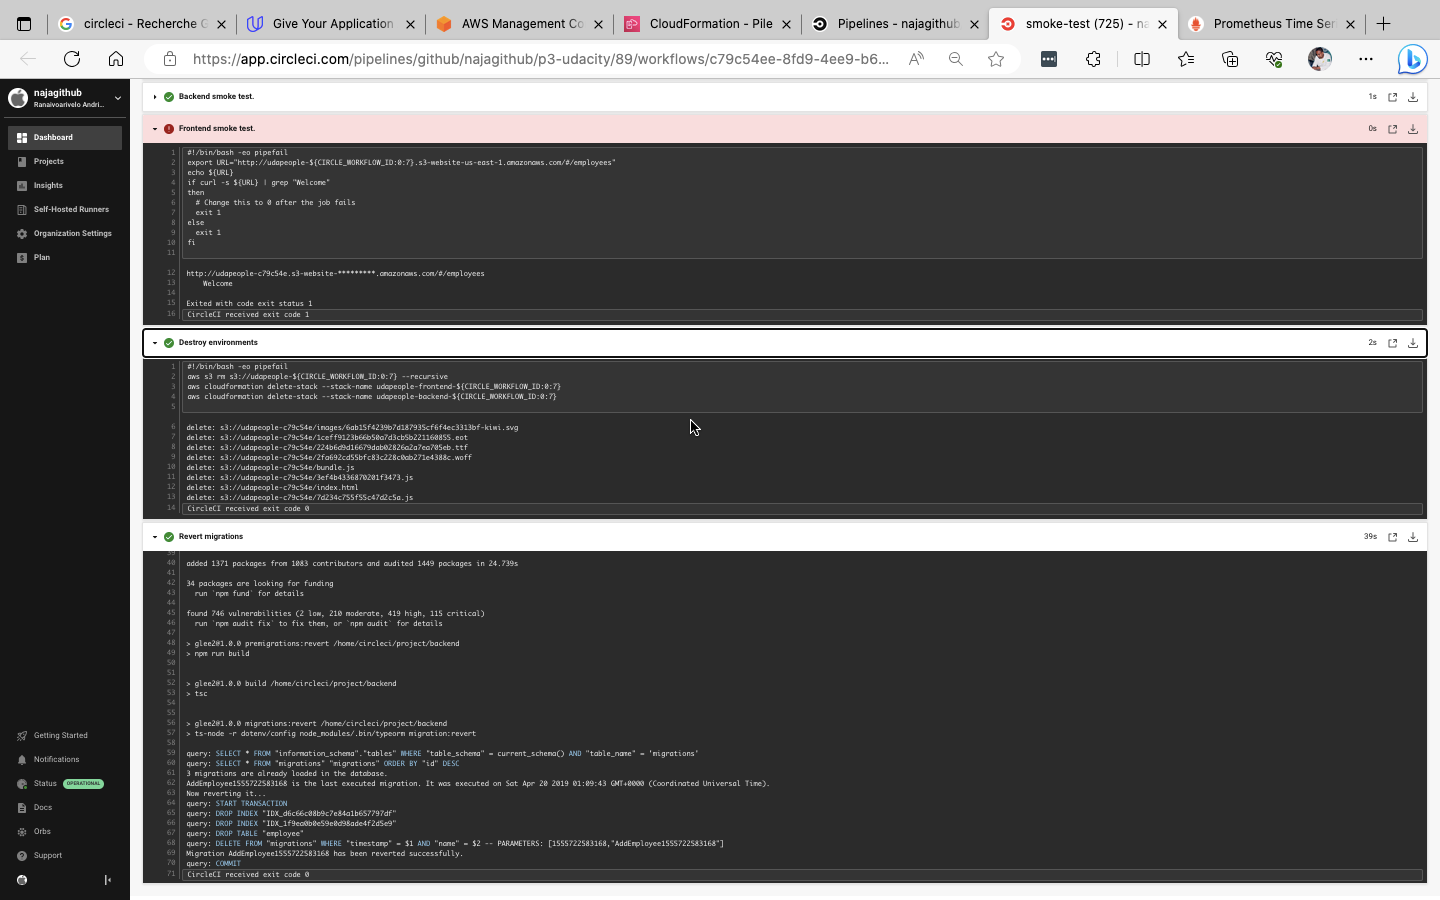 circleci - Recherche G
Give Your Application
AWS Management Co
CloudFormation - Pile
Pipelines - najagithub
smoke-test (725) - na
Prometheus Time Ser
https://app.circleci.com/pipelines/github/najagithub/p3-udacity/89/workflows/c79c54ee-8fd9-4ee9-b6...
najagithub
Ranaivoarivelo Andri...
Dashboard
Projects
Insights
Self-Hosted Runners
Organization Settings
Plan
Getting Started
Notifications
Status OPERATIONAL
Docs
Orbs
Support
Backend smoke test. 1s
Frontend smoke test. 0s
1 #!/bin/bash -eo pipefail
2 export URL="http://udapeople-${CIRCLE_WORKFLOW_ID:0:7}.s3-website-us-east-1.amazonaws.com/#/employees"
3 echo ${URL}
4 if curl -s ${URL} | grep "Welcome"
5 then
6 # Change this to 0 after the job fails
7 exit 1
8 else
9 exit 1
10 fi
11
12 http://udapeople-c79c54e.s3-website-*********.amazonaws.com/#/employees
13 Welcome
14
15 Exited with code exit status 1
16 CircleCI received exit code 1
Destroy environments 2s
1 #!/bin/bash -eo pipefail
2 aws s3 rm s3://udapeople-${CIRCLE_WORKFLOW_ID:0:7} --recursive
3 aws cloudformation delete-stack --stack-name udapeople-frontend-${CIRCLE_WORKFLOW_ID:0:7}
4 aws cloudformation delete-stack --stack-name udapeople-backend-${CIRCLE_WORKFLOW_ID:0:7}
5
6 delete: s3://udapeople-c79c54e/images/6ab15f4239b7d187935cf6f4ec3313bf-kiwi.svg
7 delete: s3://udapeople-c79c54e/1ceff9123b66b50a7d3cb5b221160855.eot
8 delete: s3://udapeople-c79c54e/224b6d9d16679dab02826a2a7ea705eb.ttf
9 delete: s3://udapeople-c79c54e/2fa692cd55bfc83c228c0ab271e4388c.woff
10 delete: s3://udapeople-c79c54e/bundle.js
11 delete: s3://udapeople-c79c54e/3ef4b4336870201f3473.js
12 delete: s3://udapeople-c79c54e/index.html
13 delete: s3://udapeople-c79c54e/7d234c755f55c47d2c5a.js
14 CircleCI received exit code 0
Revert migrations 39s
39
40 added 1371 packages from 1083 contributors and audited 1449 packages in 24.739s
41
42 34 packages are looking for funding
43 run `npm fund` for details
44
45 found 746 vulnerabilities (2 low, 210 moderate, 419 high, 115 critical)
46 run `npm audit fix` to fix them, or `npm audit` for details
47
48 > glee2@1.0.0 premigrations:revert /home/circleci/project/backend
49 > npm run build
50
51
52 > glee2@1.0.0 build /home/circleci/project/backend
53 > tsc
54
55
56 > glee2@1.0.0 migrations:revert /home/circleci/project/backend
57 > ts-node -r dotenv/config node_modules/.bin/typeorm migration:revert
58
59 query: SELECT * FROM "information_schema"."tables" WHERE "table_schema" = current_schema() AND "table_name" = 'migrations'
60 query: SELECT * FROM "migrations" "migrations" ORDER BY "id" DESC
61 3 migrations are already loaded in the database.
62 AddEmployee1555722583168 is the last executed migration. It was executed on Sat Apr 20 2019 01:09:43 GMT+0000 (Coordinated Universal Time).
63 Now reverting it...
64 query: START TRANSACTION
65 query: DROP INDEX "IDX_d6c66c08b9c7e84a1b657797df"
66 query: DROP INDEX "IDX_1f9ea0b0e59e0d98ade4f2d5e9"
67 query: DROP TABLE "employee"
68 query: DELETE FROM "migrations" WHERE "timestamp" = $1 AND "name" = $2 -- PARAMETERS: [1555722583168,"AddEmployee1555722583168"]
69 Migration AddEmployee1555722583168 has been reverted successfully.
70 query: COMMIT
71 CircleCI received exit code 0